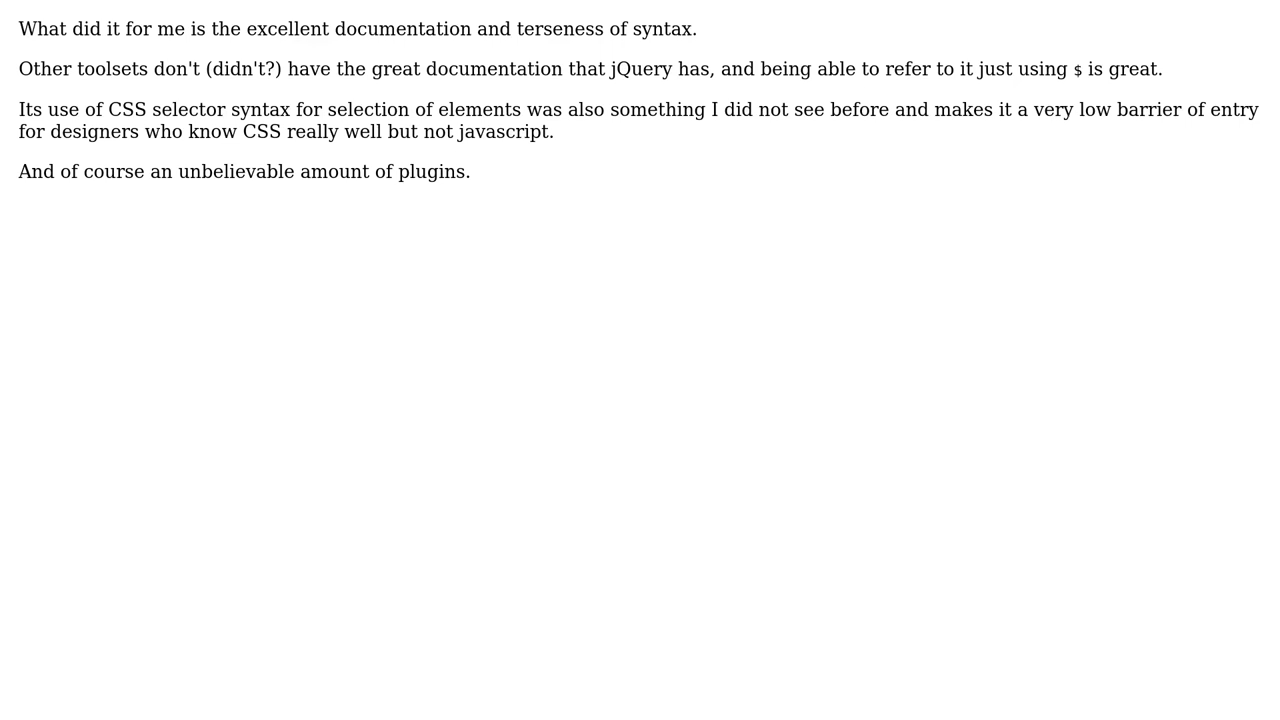 What did it for me is the excellent documentation and terseness of syntax.
Other toolsets don't (didn't?) have the great documentation that jQuery has, and being able to refer to it just using $ is great.
Its use of CSS selector syntax for selection of elements was also something I did not see before and makes it a very low barrier of entry
for designers who know CSS really well but not javascript.
And of course an unbelievable amount of plugins.